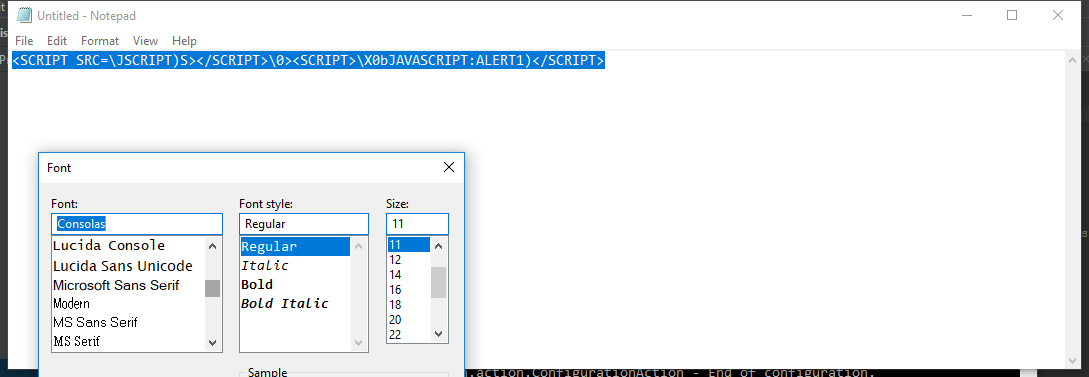 Untitled - Notepad
File Edit Format View Help
<SCRIPT SRC=\JSCRIPT)S></SCRIPT>\0><SCRIPT>\X0bJAVASCRIPT:ALERT1)</SCRIPT>
Font
Font: Font style: Size:
Consolas Regular 11
Lucida Console Regular 11
Lucida Sans Unicode Italic 12
Microsoft Sans Serif Bold 14
Modern Bold Italic 16
MS Sans Serif 18
MS Serif 20
22
Sample
.action.ConfigurationAction - End of configuration.